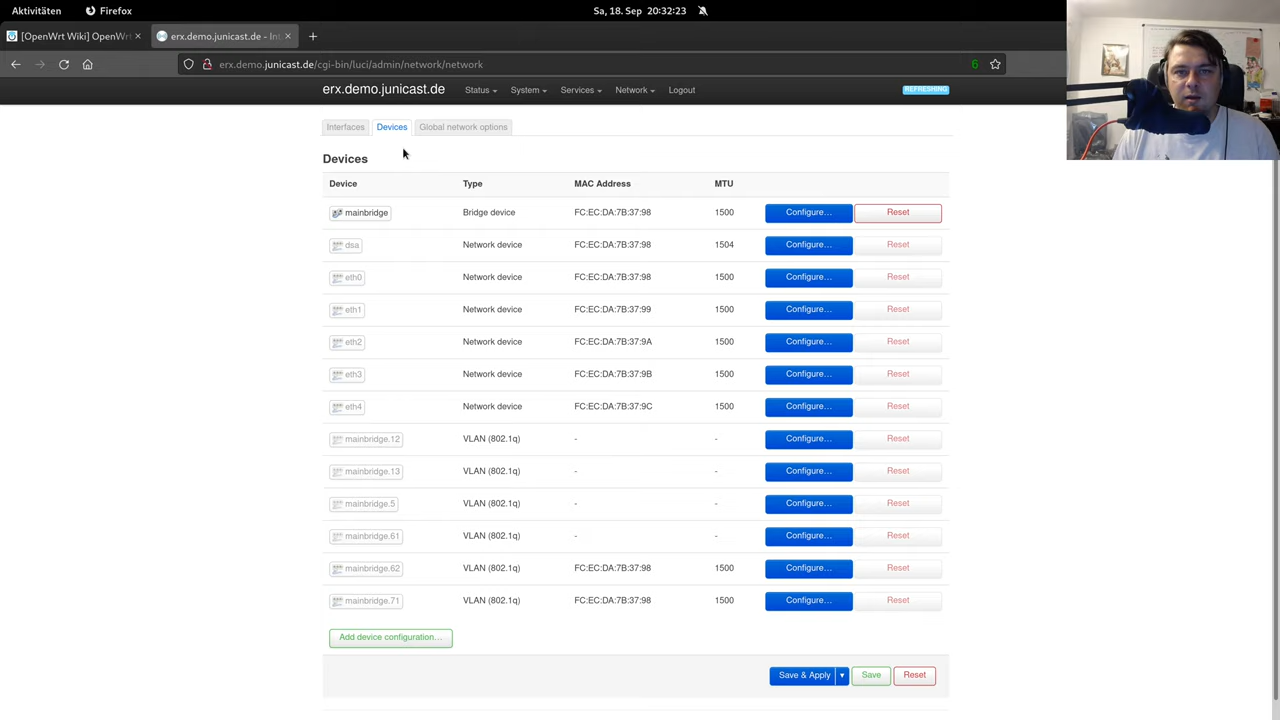 Aktivitäten
Firefox
Sa, 18. Sep 20:32:23
[OpenWrt Wiki] OpenWrt
erx.demo.junicast.de - Int
erx.demo.junicast.de/cgi-bin/luci/admin/network/network
erx.demo.junicast.de
Status
System
Services
Network
Logout
REFRESHING
Interfaces
Devices
Global network options
Devices
Device Type MAC Address MTU
mainbridge Bridge device FC:EC:DA:7B:37:98 1500 Configure… Reset
dsa Network device FC:EC:DA:7B:37:98 1504 Configure… Reset
eth0 Network device FC:EC:DA:7B:37:98 1500 Configure… Reset
eth1 Network device FC:EC:DA:7B:37:99 1500 Configure… Reset
eth2 Network device FC:EC:DA:7B:37:9A 1500 Configure… Reset
eth3 Network device FC:EC:DA:7B:37:9B 1500 Configure… Reset
eth4 Network device FC:EC:DA:7B:37:9C 1500 Configure… Reset
mainbridge.12 VLAN (802.1q) - - Configure… Reset
mainbridge.13 VLAN (802.1q) - - Configure… Reset
mainbridge.5 VLAN (802.1q) - - Configure… Reset
mainbridge.61 VLAN (802.1q) - - Configure… Reset
mainbridge.62 VLAN (802.1q) FC:EC:DA:7B:37:98 1500 Configure… Reset
mainbridge.71 VLAN (802.1q) FC:EC:DA:7B:37:98 1500 Configure… Reset
Add device configuration…
Save & Apply
Save
Reset